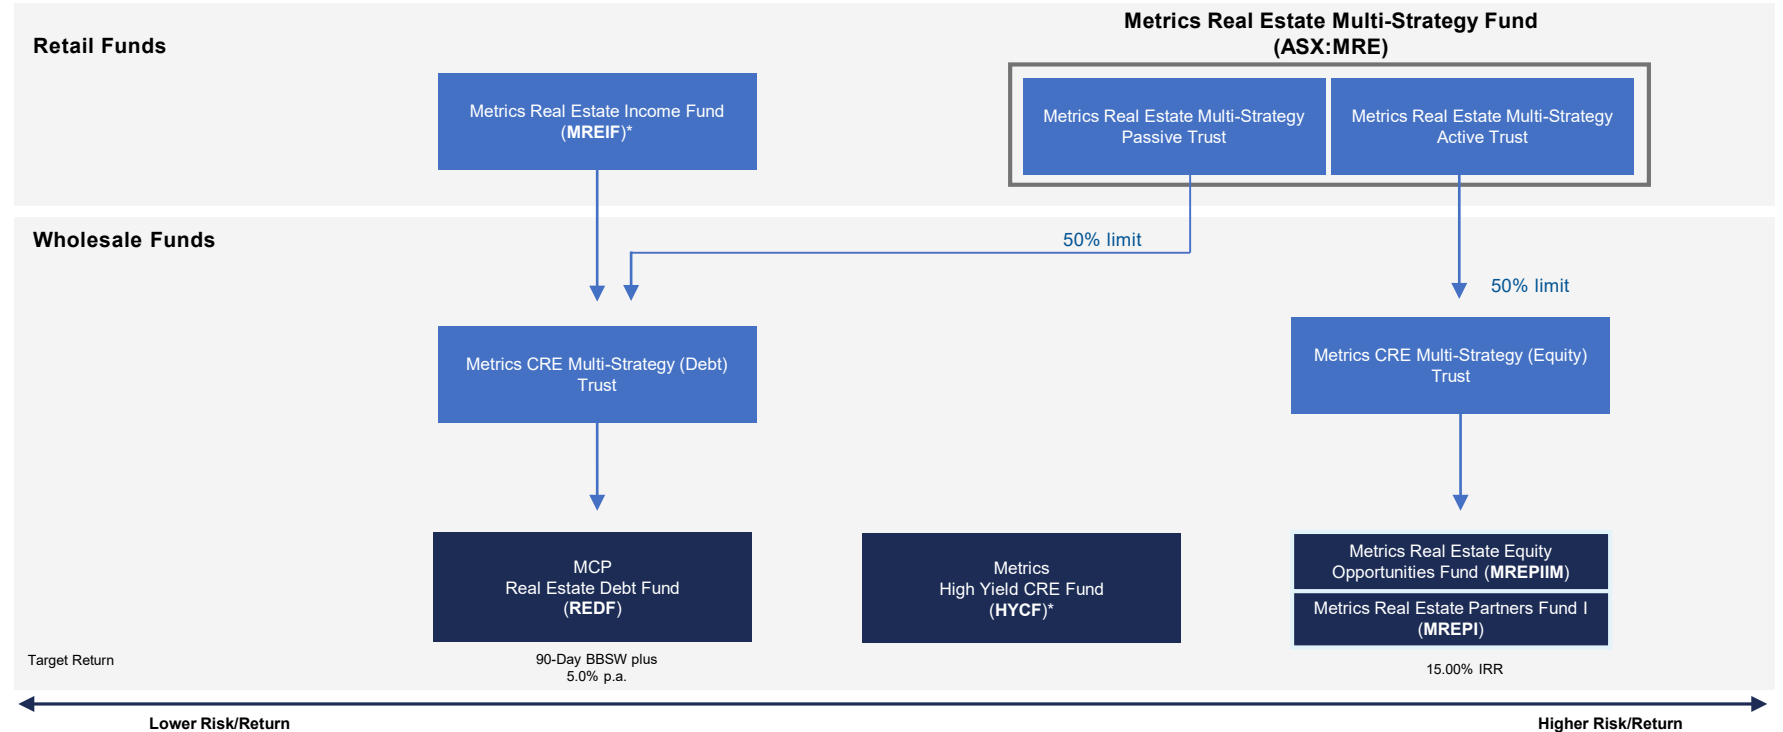 Metrics Real Estate Multi-Strategy Fund
(ASX:MRE)
Retail Funds
Metrics Real Estate Income Fund
(MREIF)*
Metrics Real Estate Multi-Strategy
Passive Trust
Metrics Real Estate Multi-Strategy
Active Trust
Wholesale Funds
50% limit
50% limit
Metrics CRE Multi-Strategy (Debt)
Trust
Metrics CRE Multi-Strategy (Equity)
Trust
MCP
Real Estate Debt Fund
(REDF)
Metrics
High Yield CRE Fund
(HYCF)*
Metrics Real Estate Equity
Opportunities Fund (MREPIIM)
Metrics Real Estate Partners Fund I
(MREPI)
Target Return
90-Day BBSW plus
5.0% p.a.
15.00% IRR
Lower Risk/Return
Higher Risk/Return